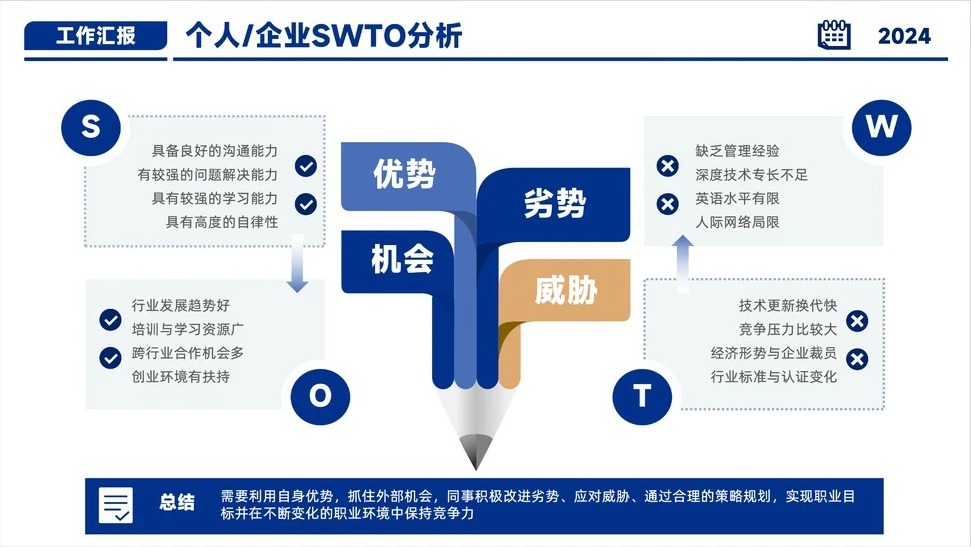 工作汇报
个人/企业SWTO分析
2024
S
具备良好的沟通能力
有较强的问题解决能力
具有较强的学习能力
具有高度的自律性
优势
劣势
机会
威胁
W
缺乏管理经验
深度技术专长不足
英语水平有限
人际网络局限
行业发展趋势好
培训与学习资源广
跨行业合作机会多
创业环境有扶持
O
技术更新换代快
竞争压力比较大
经济形势与企业裁员
行业标准与认证变化
T
总结
需要利用自身优势，抓住外部机会，同事积极改进劣势、应对威胁、通过合理的策略规划，实现职业目
标并在不断变化的职业环境中保持竞争力